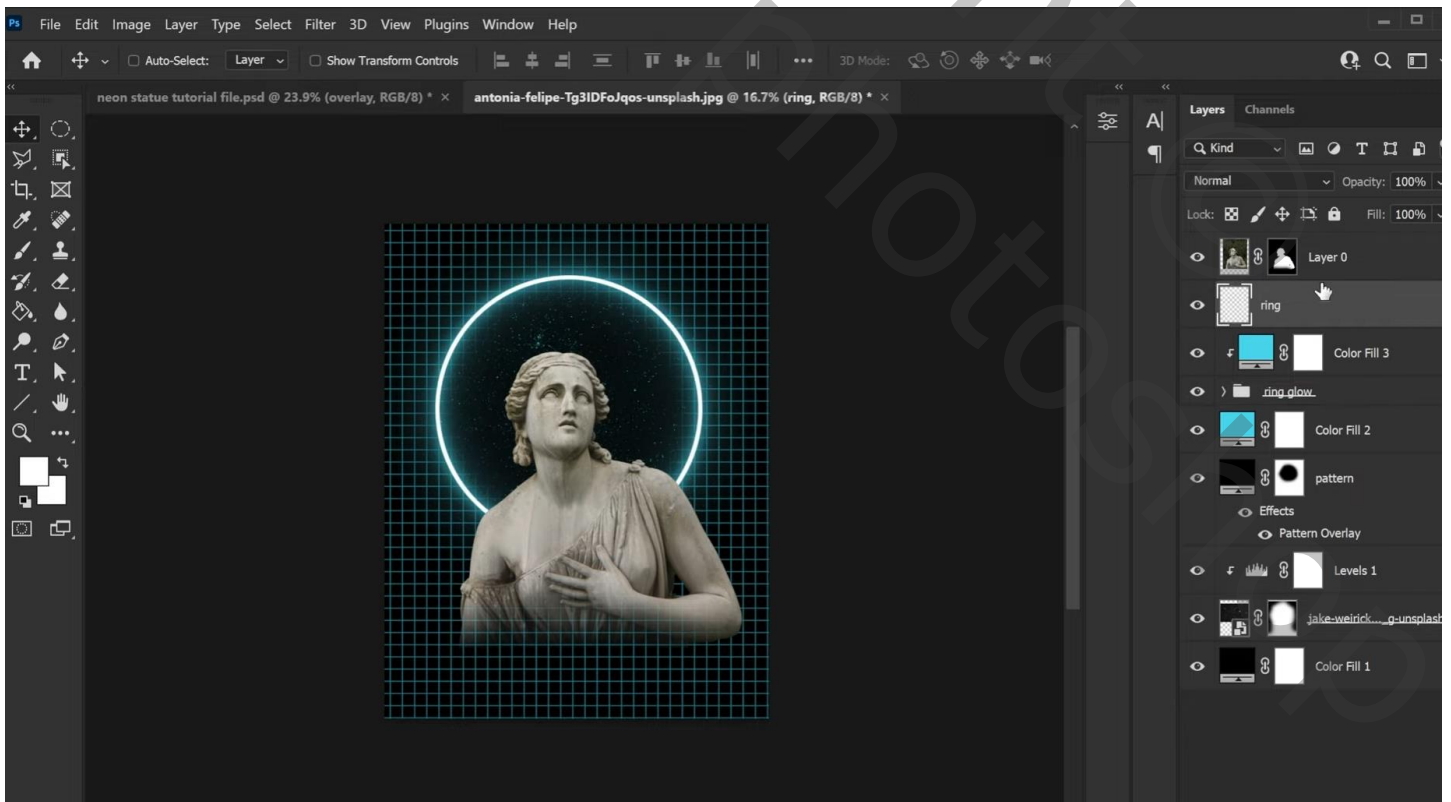 Ps File Edit Image Layer Type Select Filter 3D View Plugins Window Help
Auto-Select: Layer Show Transform Controls 3D Mode:
neon statue tutorial file.psd @ 23.9% (overlay, RGB/8) * × antonia-felipe-Tg3IDFoJqos-unsplash.jpg @ 16.7% (ring, RGB/8) * ×
Layers Channels
Kind
Normal Opacity: 100%
Lock: Fill: 100%
Layer 0
ring
Color Fill 3
ring glow
Color Fill 2
pattern
Effects
Pattern Overlay
Levels 1
jake-weirick..._g-unsplash
Color Fill 1